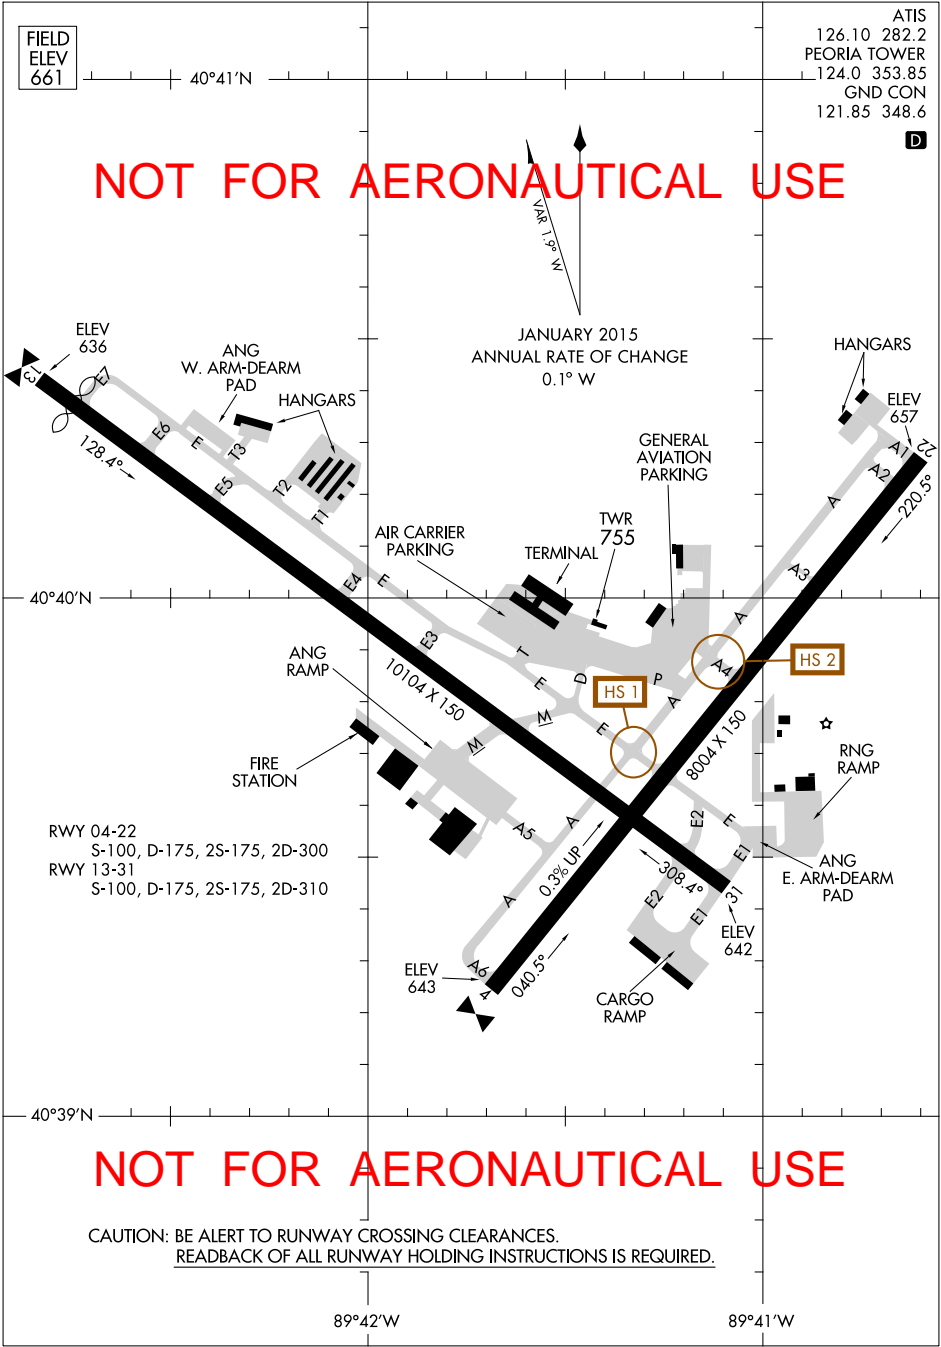 FIELD
ELEV
661
ATIS
126.10 282.2
PEORIA TOWER
124.0 353.85
GND CON
121.85 348.6
D
40°41'N
NOT FOR AERONAUTICAL USE
VAR 1.9° W
JANUARY 2015
ANNUAL RATE OF CHANGE
0.1° W
ELEV
636
13
E7
ANG
W. ARM-DEARM
PAD
HANGARS
HANGARS
ELEV
657
22
A1
A2
220.5°
E6
E
T3
128.4°
E5
T2
T1
GENERAL
AVIATION
PARKING
A
AIR CARRIER
PARKING
TERMINAL
TWR
755
E4
E
A3
40°40'N
A
E3
ANG
RAMP
10104 X 150
T
E
D
P
A4
HS 2
HS 1
A
M
M
E
8004 X 150
FIRE
STATION
RNG
RAMP
RWY 04-22
S-100, D-175, 2S-175, 2D-300
RWY 13-31
S-100, D-175, 2S-175, 2D-310
A5
A
E2
E
E1
0.3% UP
308.4°
ANG
E. ARM-DEARM
PAD
A
E2
E1
31
ELEV
642
A6
4
040.5°
ELEV
643
CARGO
RAMP
40°39'N
NOT FOR AERONAUTICAL USE
CAUTION: BE ALERT TO RUNWAY CROSSING CLEARANCES.
READBACK OF ALL RUNWAY HOLDING INSTRUCTIONS IS REQUIRED.
89°42'W
89°41'W